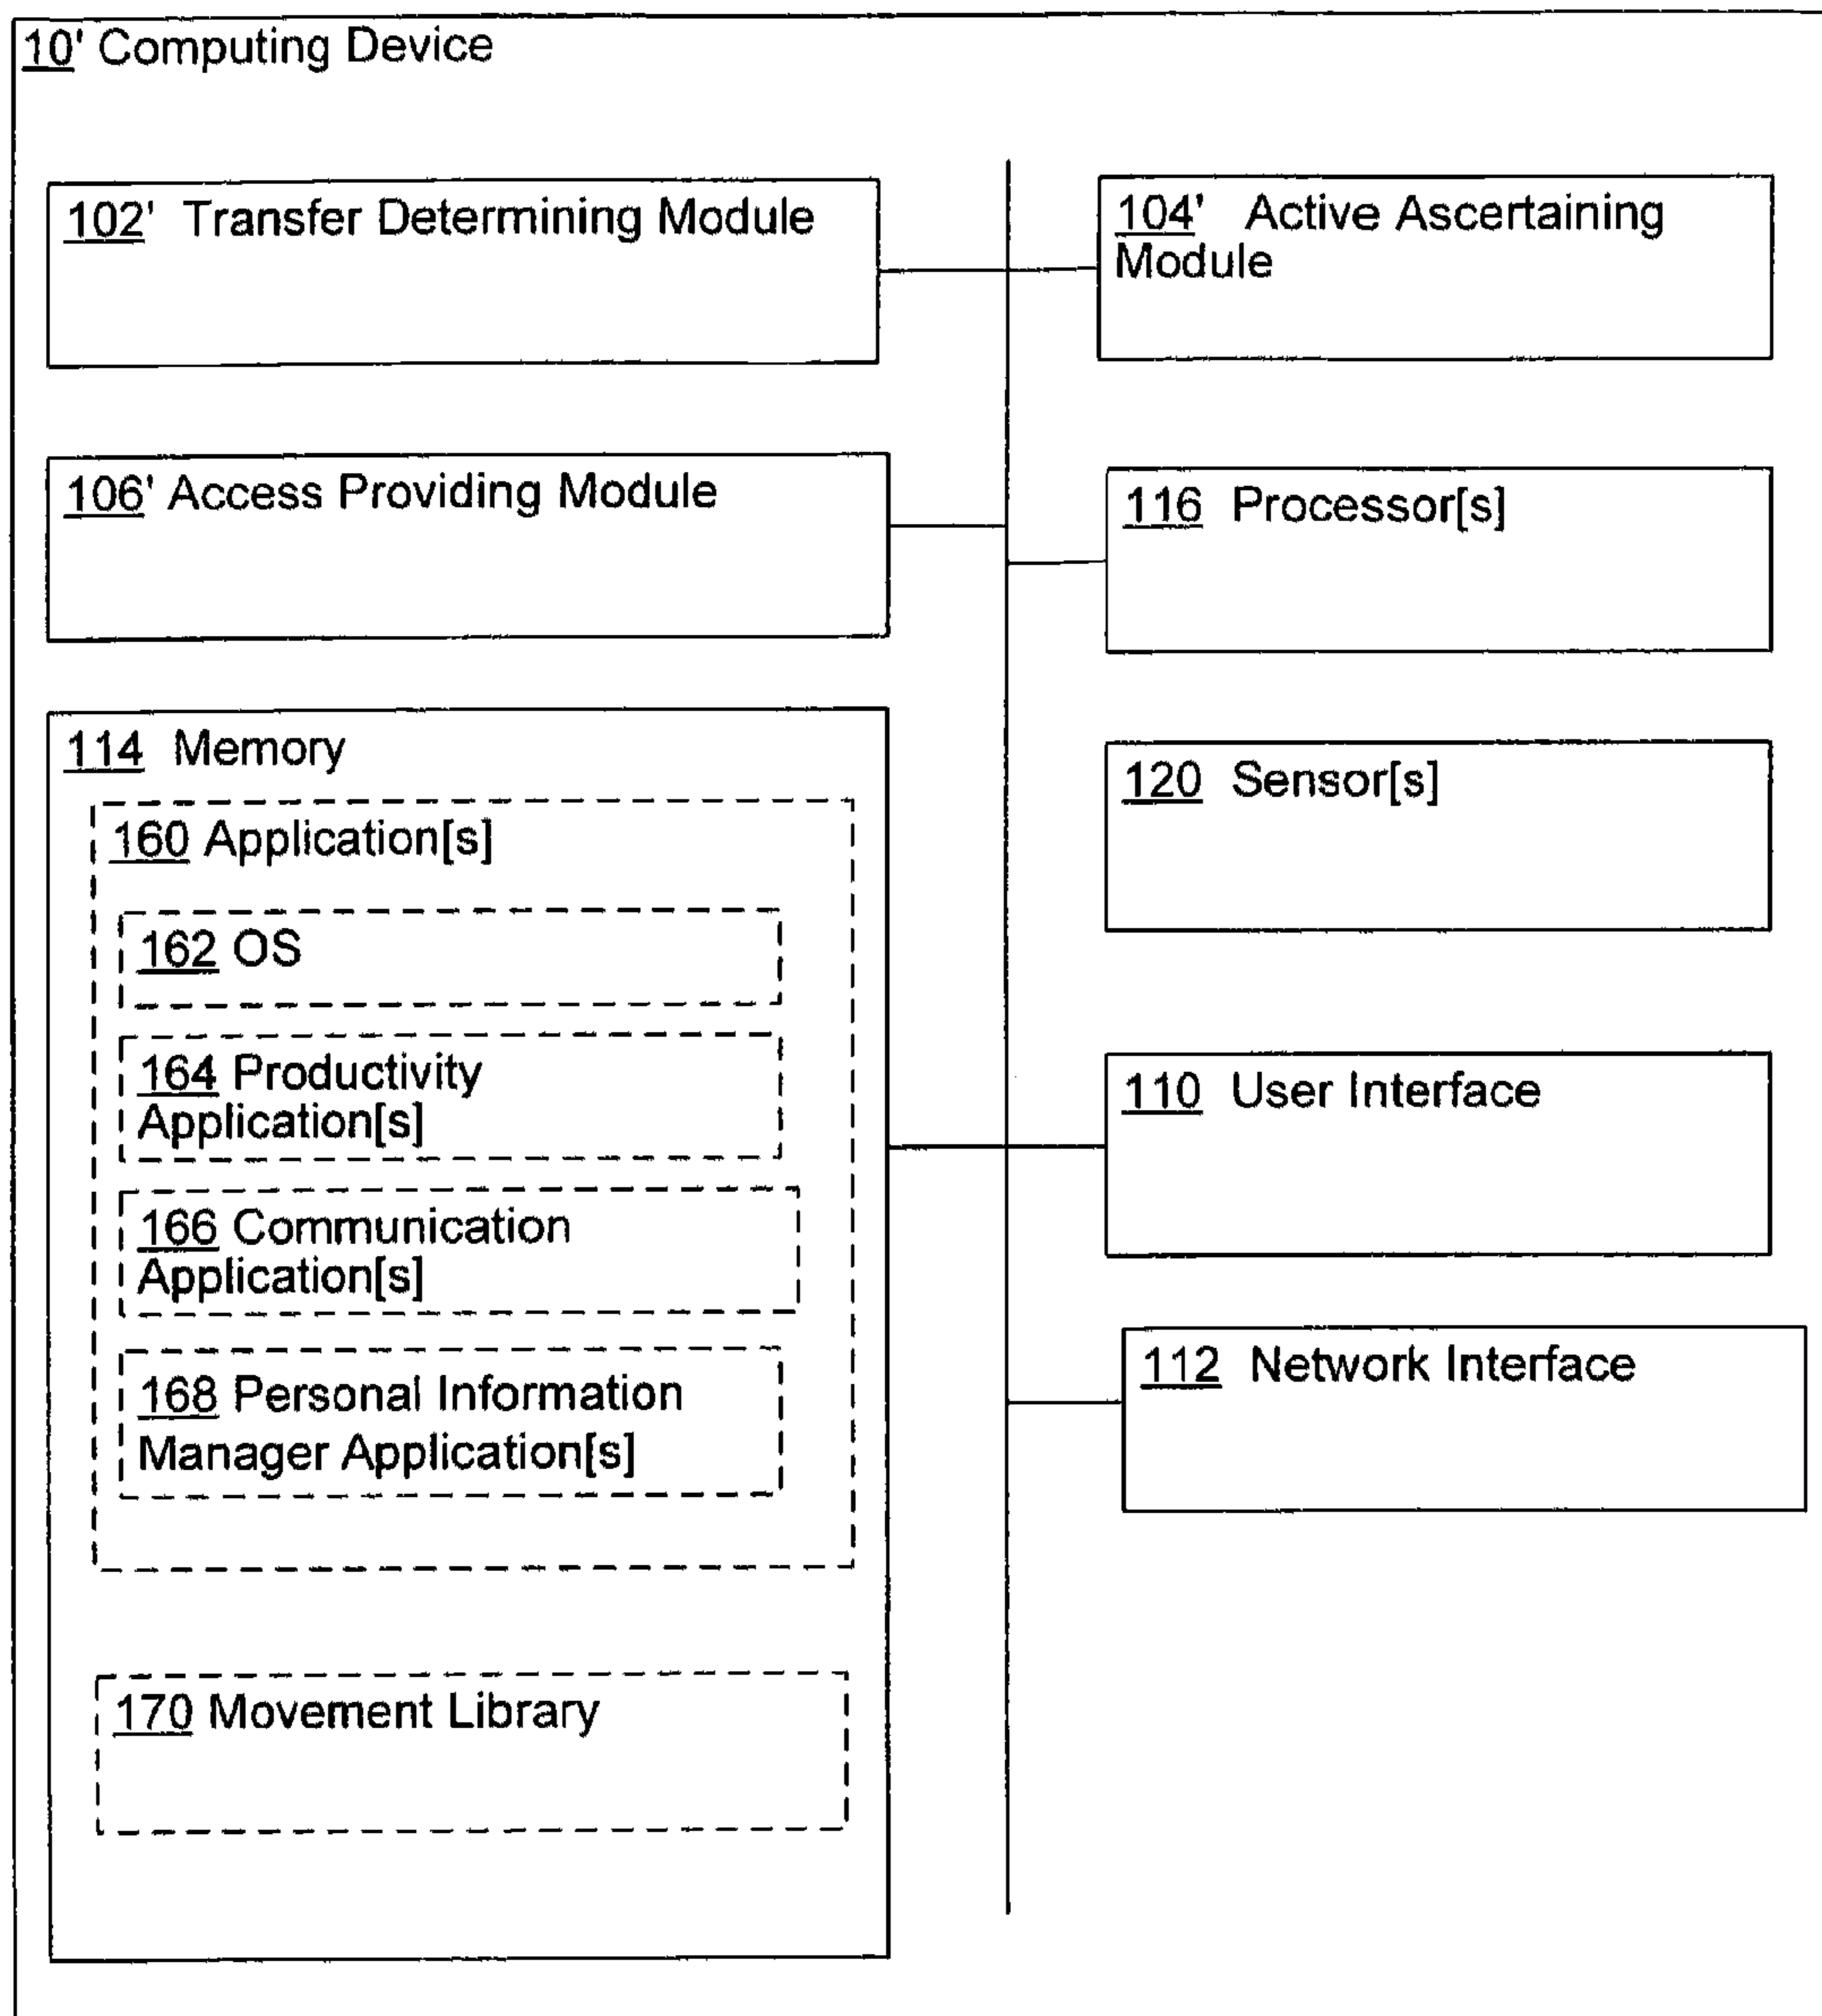 10' Computing Device
102' Transfer Determining Module
104' Active Ascertaining
Module
106' Access Providing Module
116 Processor[s]
114 Memory
120 Sensor[s]
160 Application[s]
162 OS
164 Productivity
Application[s]
110 User Interface
166 Communication
Application[s]
112 Network Interface
168 Personal Information
Manager Application[s]
170 Movement Library